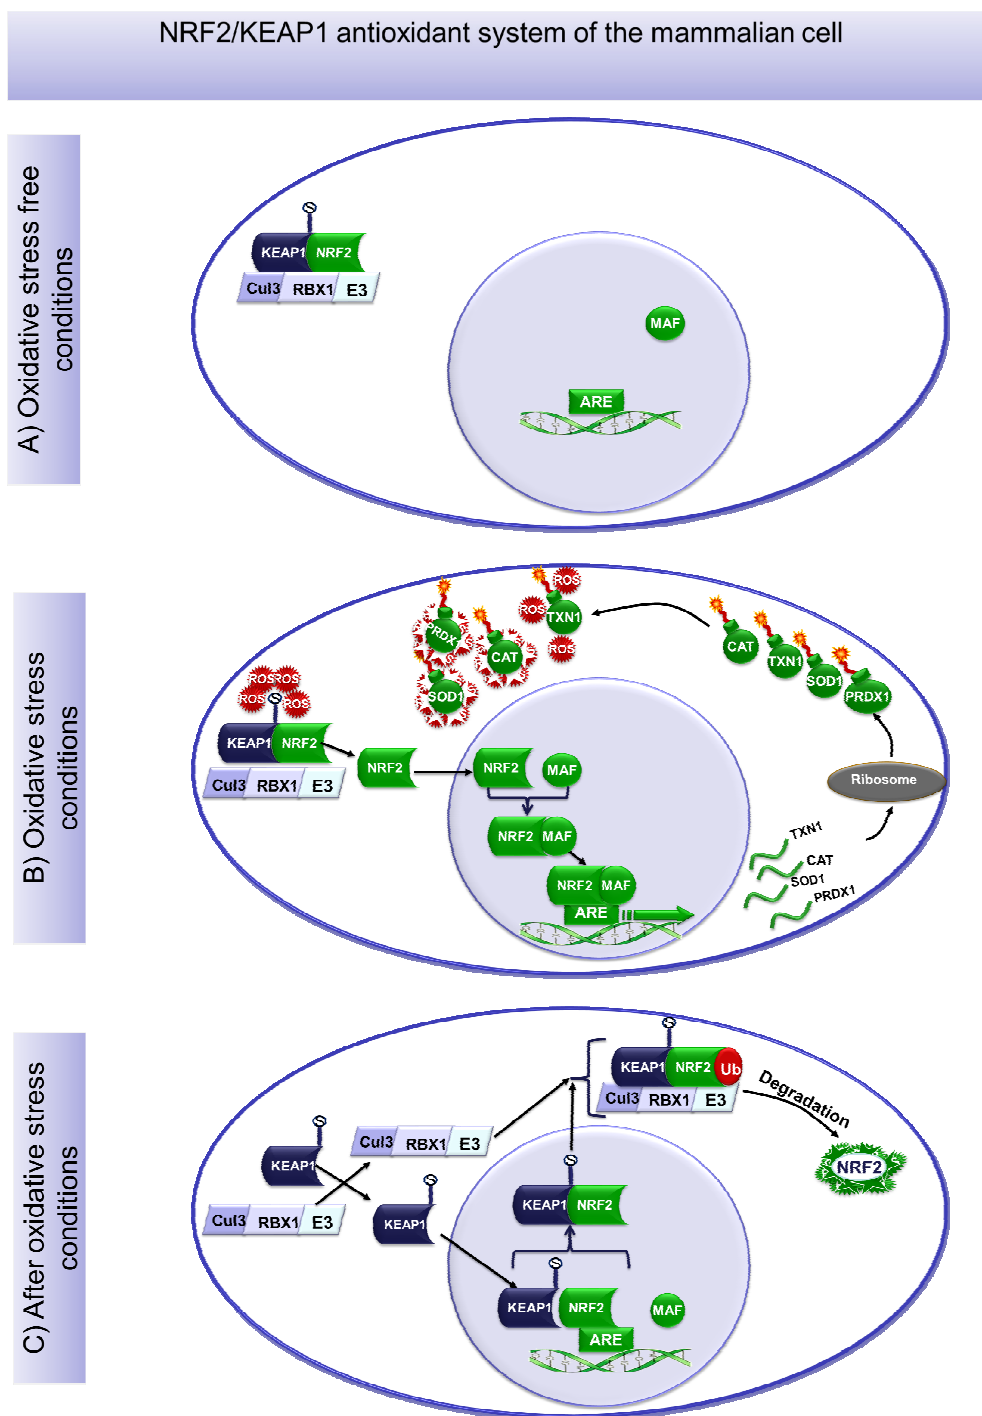 NRF2/KEAP1 antioxidant system of the mammalian cell
A) Oxidative stress free
conditions
S
KEAP1 NRF2
Cul3 RBX1 E3
MAF
ARE
B) Oxidative stress
conditions
ROS ROS
ROS ROS
S
KEAP1 NRF2
Cul3 RBX1 E3
NRF2
NRF2 MAF
NRF2 MAF
NRF2 MAF
ARE
PRDX1
CAT
SOD1
ROS
ROS
TXN1
ROS
CAT
TXN1
SOD1
PRDX1
Ribosome
TXN1
CAT
SOD1
PRDX1
C) After oxidative stress
conditions
S
KEAP1
Cul3 RBX1 E3
Cul3 RBX1 E3
S
KEAP1
S
KEAP1 NRF2
S
KEAP1 NRF2
MAF
ARE
S
KEAP1 NRF2 Ub
Cul3 RBX1 E3
Degradation
NRF2